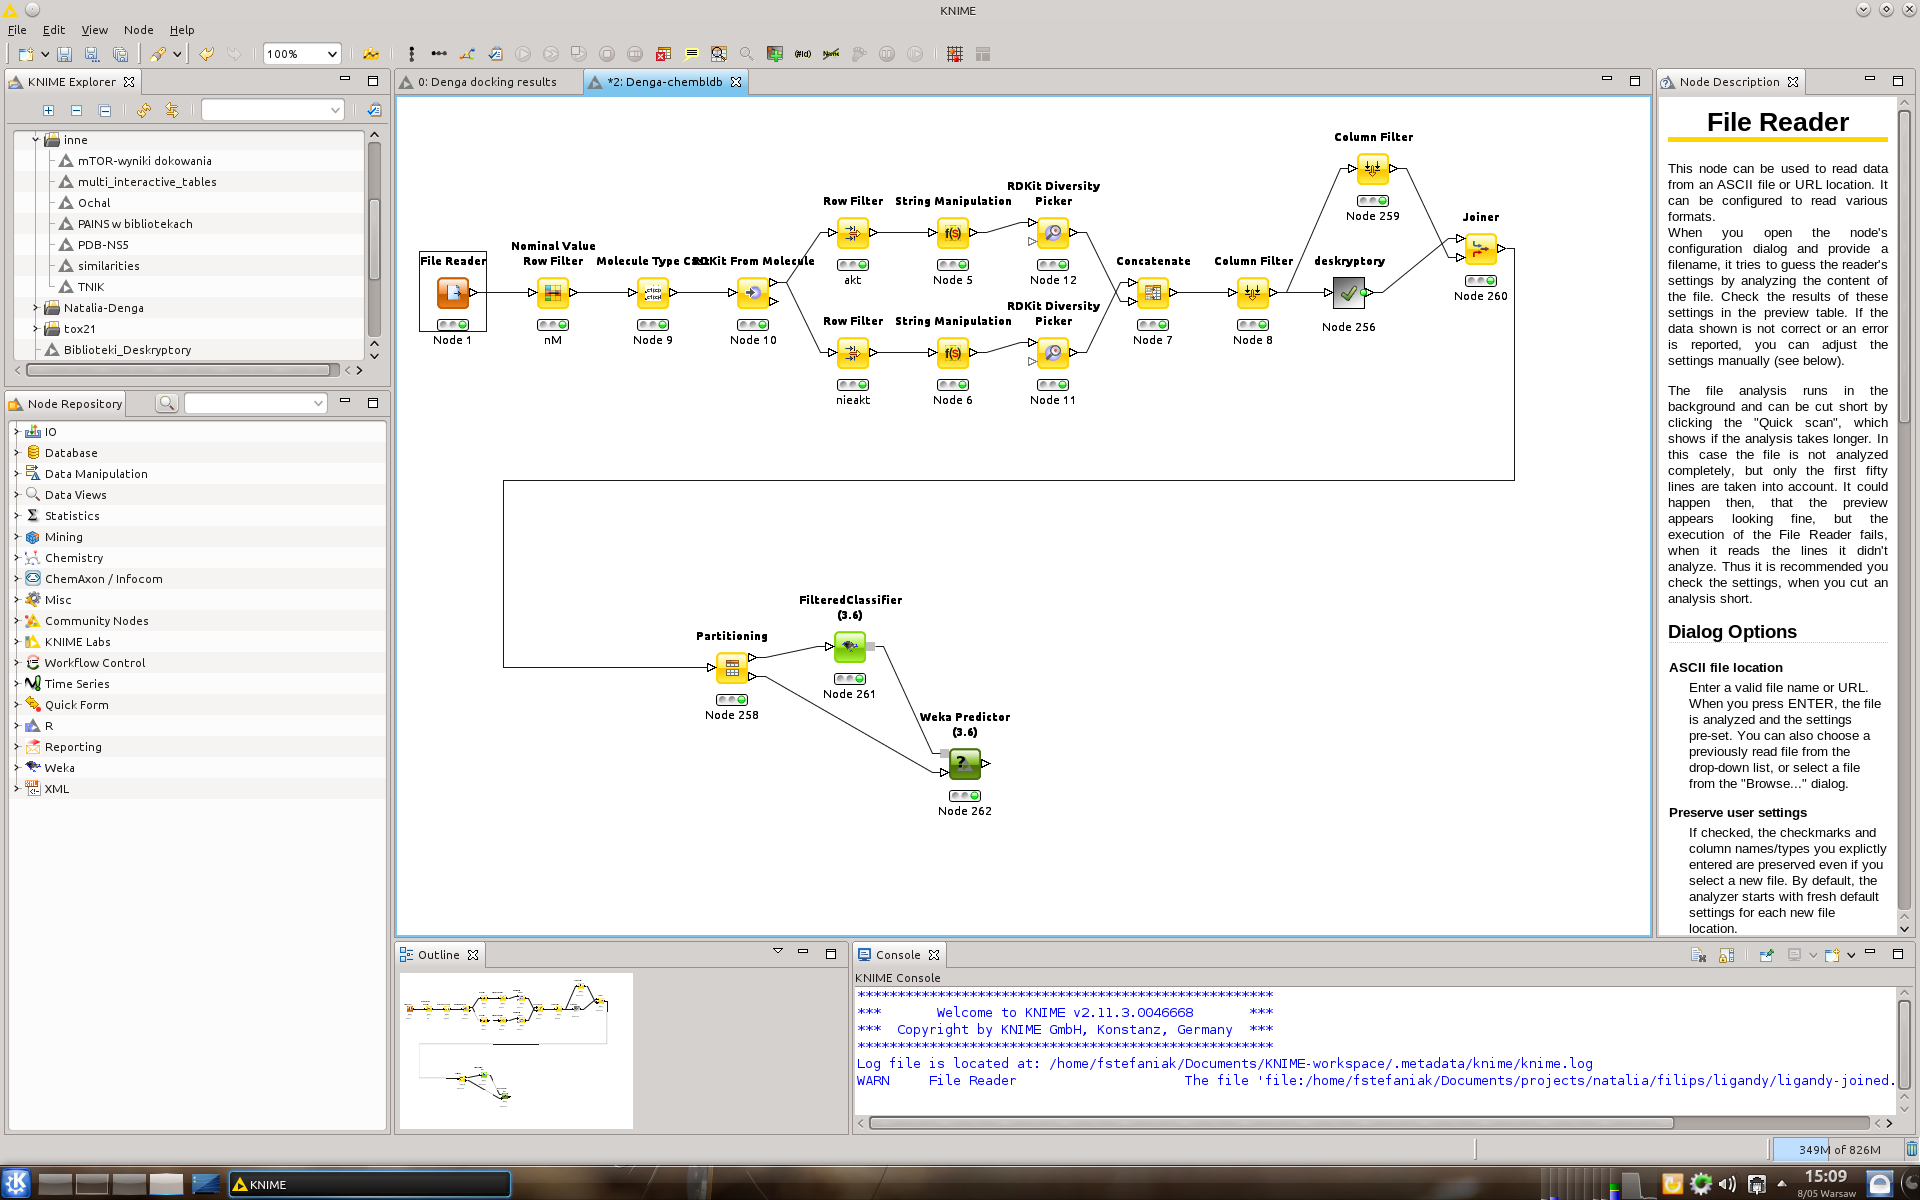 KNIME
File Edit View Node Help
100%
KNIME Explorer
inne
mTOR-wyniki dokowania
multi_interactive_tables
Ochal
PAINS w bibliotekach
PDB-NS5
similarities
TNIK
Natalia-Denga
tox21
Biblioteki_Deskryptory
Node Repository
IO
Database
Data Manipulation
Data Views
Statistics
Mining
Chemistry
ChemAxon / Infocom
Misc
Community Nodes
KNIME Labs
Workflow Control
Time Series
Quick Form
R
Reporting
Weka
XML
0: Denga docking results
*2: Denga-chembldb
File Reader
Node 1
Nominal Value
Row Filter
nM
Molecule Type Cast
Node 9
RDKit From Molecule
Node 10
Row Filter
akt
String Manipulation
Node 5
RDKit Diversity
Picker
Node 12
Row Filter
nieakt
String Manipulation
Node 6
RDKit Diversity
Picker
Node 11
Concatenate
Node 7
Column Filter
Node 8
deskryptory
Node 256
Column Filter
Node 259
Joiner
Node 260
Partitioning
Node 258
FilteredClassifier
(3.6)
Node 261
Weka Predictor
(3.6)
Node 262
Node Description
File Reader
This node can be used to read data
from an ASCII file or URL location. It
can be configured to read various
formats.
When you open the node's
configuration dialog and provide a
filename, it tries to guess the reader's
settings by analyzing the content of
the file. Check the results of these
settings in the preview table. If the
data shown is not correct or an error
is reported, you can adjust the
settings manually (see below).
The file analysis runs in the
background and can be cut short by
clicking the "Quick scan", which
shows if the analysis takes longer. In
this case the file is not analyzed
completely, but only the first fifty
lines are taken into account. It could
happen then, that the preview
appears looking fine, but the
execution of the File Reader fails,
when it reads the lines it didn't
analyze. Thus it is recommended you
check the settings, when you cut an
analysis short.
Dialog Options
ASCII file location
Enter a valid file name or URL.
When you press ENTER, the file
is analyzed and the settings
pre-set. You can also choose a
previously read file from the
drop-down list, or select a file
from the "Browse..." dialog.
Preserve user settings
If checked, the checkmarks and
column names/types you explictly
entered are preserved even if you
select a new file. By default, the
analyzer starts with fresh default
settings for each new file
location.
Outline
Console
KNIME Console
****************************************************
*** Welcome to KNIME v2.11.3.0046668 ***
*** Copyright by KNIME GmbH, Konstanz, Germany ***
****************************************************
Log file is located at: /home/fstefaniak/Documents/KNIME-workspace/.metadata/knime/knime.log
WARN File Reader The file 'file:/home/fstefaniak/Documents/projects/natalia/filips/ligandy/ligandy-joined.
349M of 826M
KNIME
15:09
8/05 Warsaw